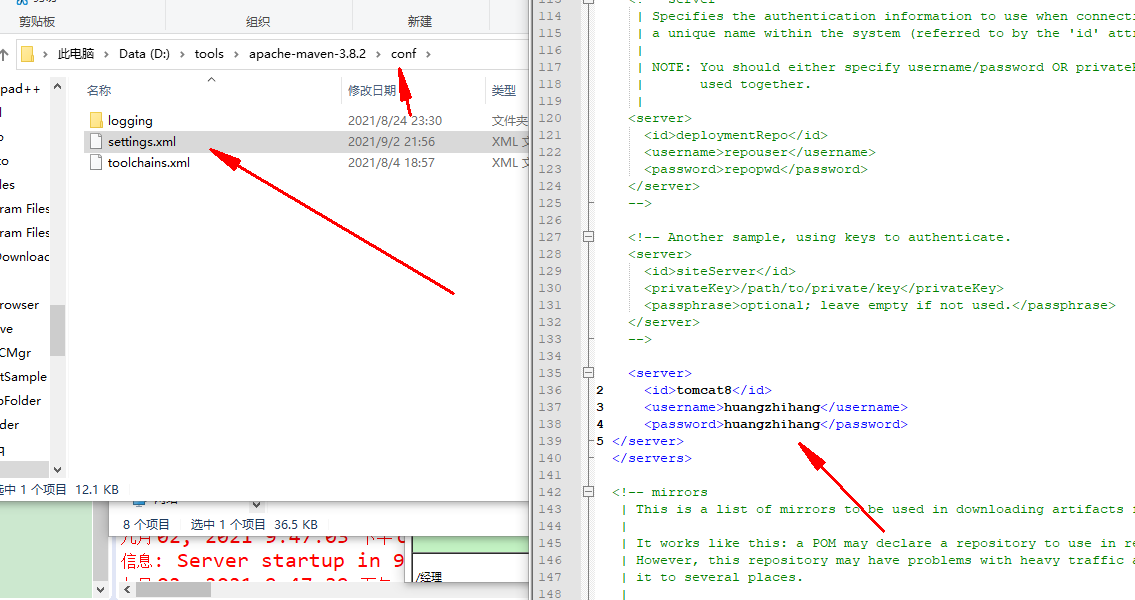 剪贴板
组织
新建
此电脑 > Data (D:) > tools > apache-maven-3.8.2 > conf >
pad++
名称
修改日期
类型
logging
2021/8/24 23:30
文件夹
settings.xml
2021/9/2 21:56
XML 文
toolchains.xml
2021/8/4 18:57
XML 文
ram Files
ram Files
rowser
CMgr
tSample
pFolder
der
选中 1 个项目 12.1 KB
8 个项目 选中 1 个项目 36.5 KB
信息: Server startup in 9
/经理
114 | Specifies the authentication information to use when connecti
115 | a unique name within the system (referred to by the 'id' att
116 |
117 | NOTE: You should either specify username/password OR private
118 | used together.
119 |
120 <server>
121 <id>deploymentRepo</id>
122 <username>repouser</username>
123 <password>repopwd</password>
124 </server>
125 -->
126
127 <!-- Another sample, using keys to authenticate.
128 <server>
129 <id>siteServer</id>
130 <privateKey>/path/to/private/key</privateKey>
131 <passphrase>optional; leave empty if not used.</passphrase>
132 </server>
133 -->
134
135 <server>
136 2 <id>tomcat8</id>
137 3 <username>huangzhihang</username>
138 4 <password>huangzhihang</password>
139 5 </server>
140 </servers>
141
142 <!-- mirrors
143 | This is a list of mirrors to be used in downloading artifacts
144 |
145 | It works like this: a POM may declare a repository to use in re
146 | However, this repository may have problems with heavy traffic a
147 | it to several places.
148 |